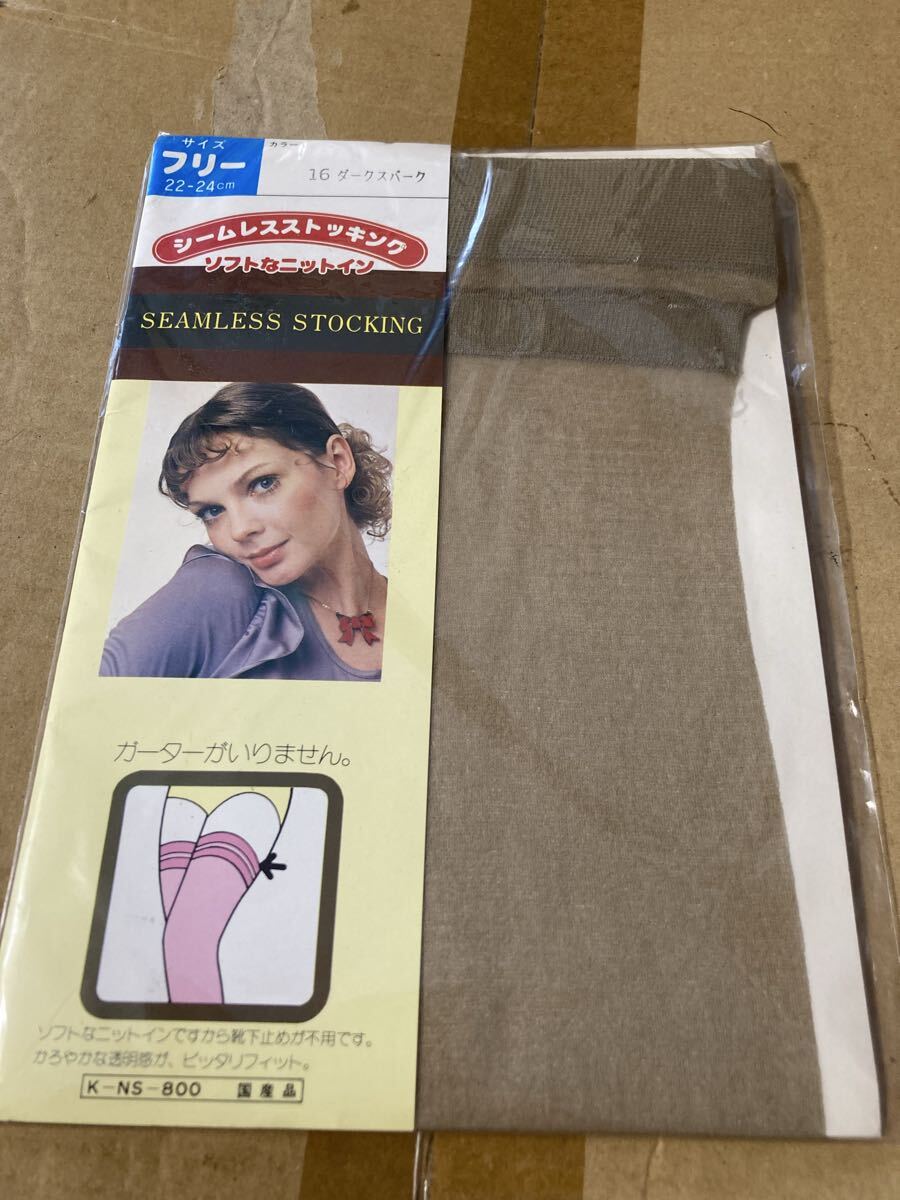 サイズ
フリー
22-24cm
カラー
16 ダークスパーク
シームレスストッキング
ソフトなニットイン
SEAMLESS STOCKING
ガーターがいりません。
ソフトなニットインですから靴下止めが不用です。
かろやかな透明感が、ピッタリフィット。
K-NS-800 国産品